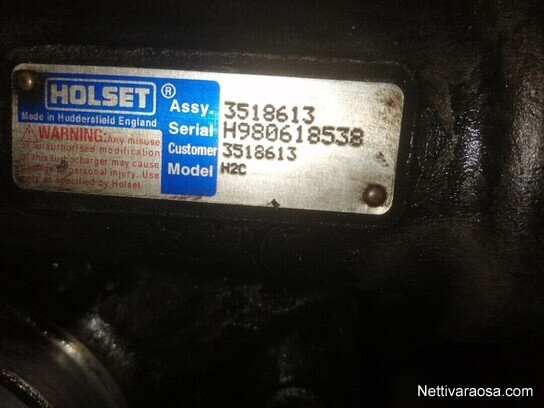 HOLSET ®
Made in Huddersfield England
⚠WARNING: Any misuse
or unauthorised modification
of this turbocharger may cause
damage or personal injury. Use
only as specified by Holset.
Assy. 3518613
Serial H980618538
Customer 3518613
Model H2C
Nettivaraosa.com